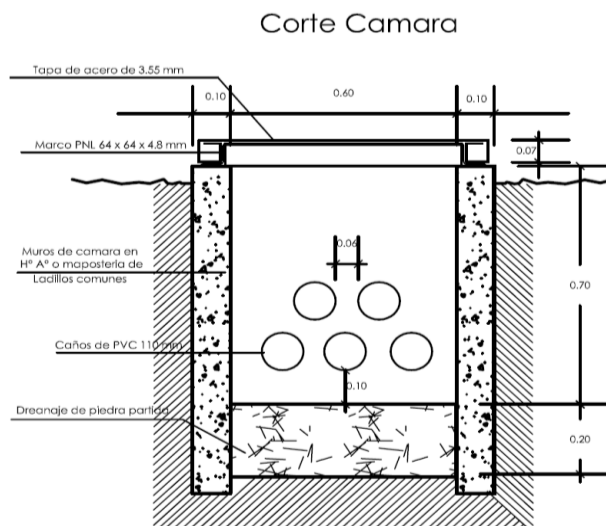 Corte Camara
Tapa de acero de 3.55 mm
0.10
0.60
0.10
Marco PNL 64 x 64 x 4.8 mm
0.07
0.06
Muros de camara en
Hº Aº o maposteria de
Ladillos comunes
0.70
Caños de PVC 110 mm
0.10
Dreanaje de piedra partida
0.20